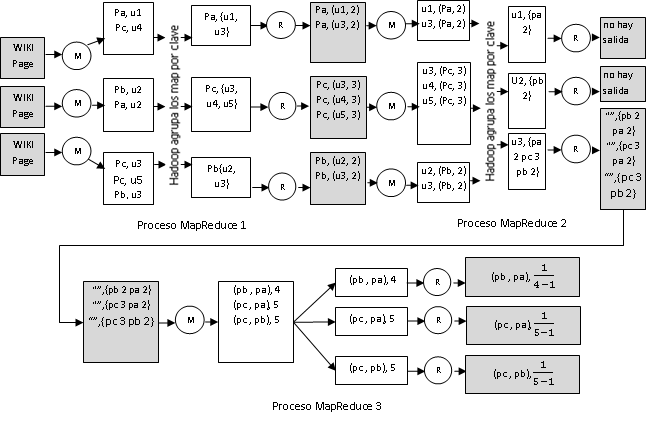 WIKI
Page
WIKI
Page
WIKI
Page
M
M
M
Pa, u1
Pc, u4
Pb, u2
Pa, u2
Pc, u3
Pc, u5
Pb, u3
Hadoop agrupa los map por clave
Pa, {u1,
u3}
Pc, {u3,
u4, u5}
Pb{u2,
u3}
R
R
R
Pa, (u1, 2)
Pa, (u3, 2)
Pc, (u3, 3)
Pc, (u4, 3)
Pc, (u5, 3)
Pb, (u2, 2)
Pb, (u3, 2)
M
M
M
u1, (Pa, 2)
u3, (Pa, 2)
u3, (Pc, 3)
u4, (Pc, 3)
u5, (Pc, 3)
u2, (Pb, 2)
u3, (Pb, 2)
Hadoop agrupa los map por clave
u1, {pa
2}
U2, {pb
2}
u3, {pa
2 pc 3
pb 2}
R
R
R
no hay
salida
no hay
salida
“”,{pb 2
pa 2}
“”,{pc 3
pa 2}
“”,{pc 3
pb 2}
Proceso MapReduce 1
Proceso MapReduce 2
“”,{pb 2 pa 2}
“”,{pc 3 pa 2}
“”,{pc 3 pb 2}
M
(pb , pa), 4
(pc , pa), 5
(pc , pb), 5
(pb , pa), 4
(pc , pa), 5
(pc , pb), 5
R
R
R
(pb , pa), 1/(4−1)
(pc , pa), 1/(5−1)
(pc , pb), 1/(5−1)
Proceso MapReduce 3